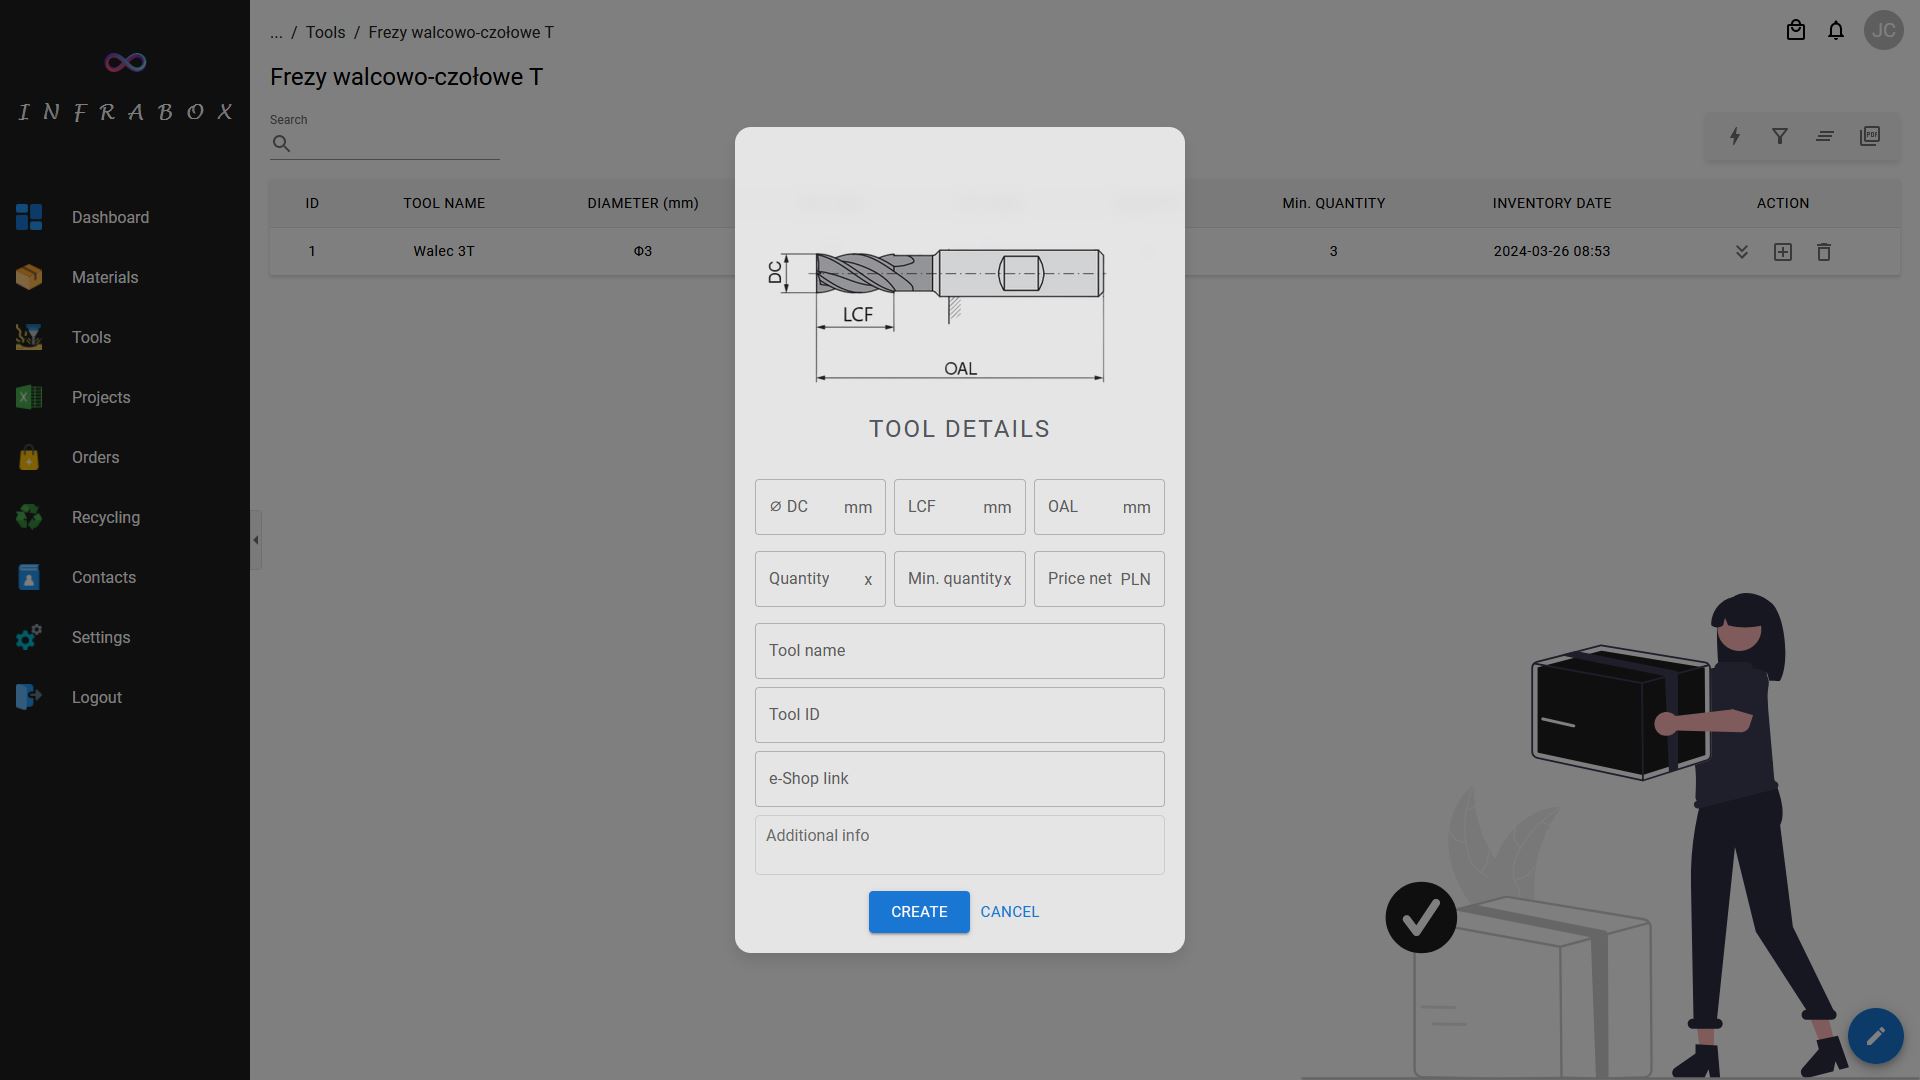 INFRABOX
Dashboard
Materials
Tools
Projects
Orders
Recycling
Contacts
Settings
Logout
... / Tools / Frezy walcowo-czołowe T
JC
Frezy walcowo-czołowe T
Search
PDF
ID TOOL NAME DIAMETER (mm) Min. QUANTITY INVENTORY DATE ACTION
1 Walec 3T Φ3 3 2024-03-26 08:53
DC
LCF
OAL
TOOL DETAILS
∅ DC mm LCF mm OAL mm
Quantity x Min. quantity x Price net PLN
Tool name
Tool ID
e-Shop link
Additional info
CREATE CANCEL